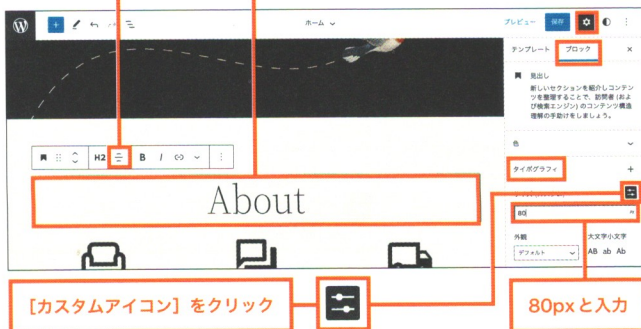 ホーム
プレビュー
保存
テンプレート ブロック ×
見出し
新しいセクションを紹介しコンテン
ツを整理することで、訪問者 (およ
び検索エンジン) のコンテンツ構造
理解の手助けをしましょう。
色
H2 B I
タイポグラフィ +
About
80
外観 大文字小文字
デフォルト AB ab Ab
[カスタムアイコン] をクリック
80pxと入力